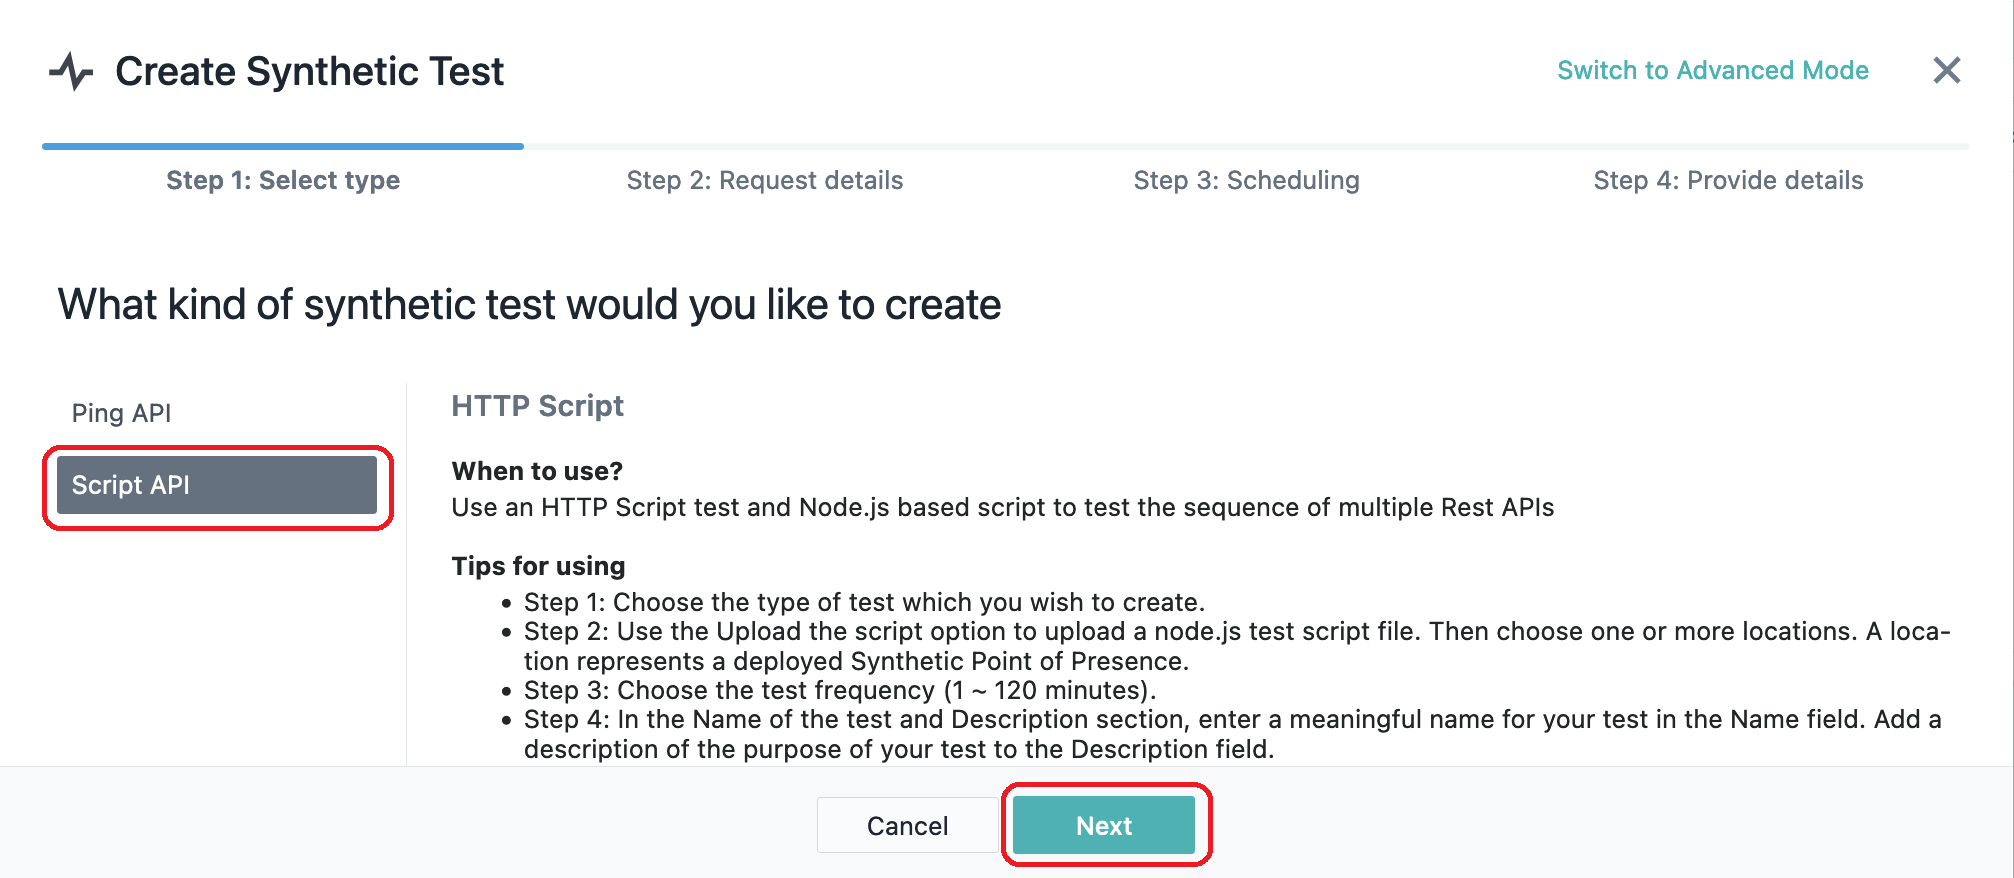 Create Synthetic Test
Switch to Advanced Mode
Step 1: Select type
Step 2: Request details
Step 3: Scheduling
Step 4: Provide details
What kind of synthetic test would you like to create
Ping API
Script API
HTTP Script
When to use?
Use an HTTP Script test and Node.js based script to test the sequence of multiple Rest APIs
Tips for using
• Step 1: Choose the type of test which you wish to create.
• Step 2: Use the Upload the script option to upload a node.js test script file. Then choose one or more locations. A loca-
tion represents a deployed Synthetic Point of Presence.
• Step 3: Choose the test frequency (1 ~ 120 minutes).
• Step 4: In the Name of the test and Description section, enter a meaningful name for your test in the Name field. Add a
description of the purpose of your test to the Description field.
Cancel
Next